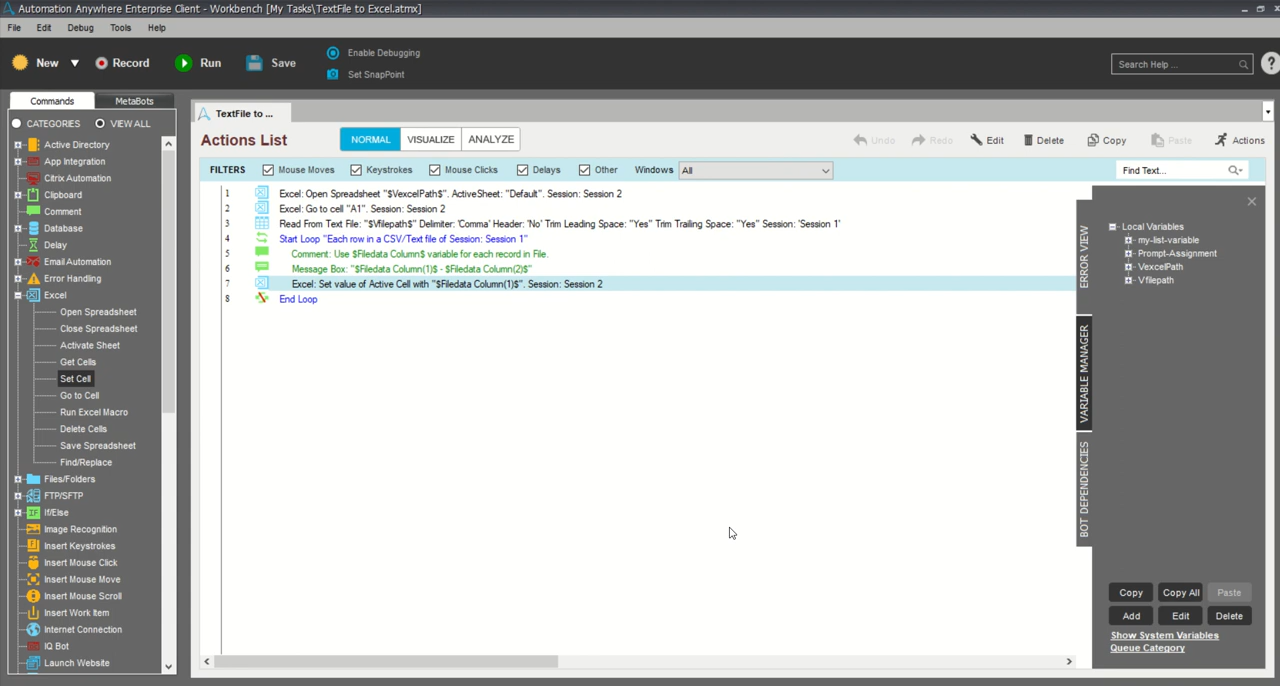 Automation Anywhere Enterprise Client - Workbench [My Tasks\TextFile to Excel.atmx]
File Edit Debug Tools Help
New Record Run Save
Enable Debugging
Set SnapPoint
Search Help ... ?
Commands MetaBots
CATEGORIES VIEW ALL
Active Directory
App Integration
Citrix Automation
Clipboard
Comment
Database
Delay
Email Automation
Error Handling
Excel
Open Spreadsheet
Close Spreadsheet
Activate Sheet
Get Cells
Set Cell
Go to Cell
Run Excel Macro
Delete Cells
Save Spreadsheet
Find/Replace
Files/Folders
FTP/SFTP
IF If/Else
Image Recognition
Insert Keystrokes
Insert Mouse Click
Insert Mouse Move
Insert Mouse Scroll
Insert Work Item
Internet Connection
IQ Bot
Launch Website
TextFile to ...
Actions List NORMAL VISUALIZE ANALYZE Undo Redo Edit Delete Copy Paste Actions
FILTERS Mouse Moves Keystrokes Mouse Clicks Delays Other Windows All Find Text...
1 Excel: Open Spreadsheet "$VexcelPath$". ActiveSheet: "Default". Session: Session 2
2 Excel: Go to cell "A1". Session: Session 2
3 Read From Text File: "$Vfilepath$" Delimiter: 'Comma' Header: 'No' Trim Leading Space: "Yes" Trim Trailing Space: "Yes" Session: 'Session 1'
4 Start Loop "Each row in a CSV/Text file of Session: Session 1"
5 Comment: Use $Filedata Column$ variable for each record in File.
6 Message Box: "$Filedata Column(1)$ - $Filedata Column(2)$"
7 Excel: Set value of Active Cell with "$Filedata Column(1)$". Session: Session 2
8 End Loop
ERROR VIEW
VARIABLE MANAGER
BOT DEPENDENCIES
Local Variables
my-list-variable
Prompt-Assignment
VexcelPath
Vfilepath
Copy Copy All Paste
Add Edit Delete
Show System Variables
Queue Category